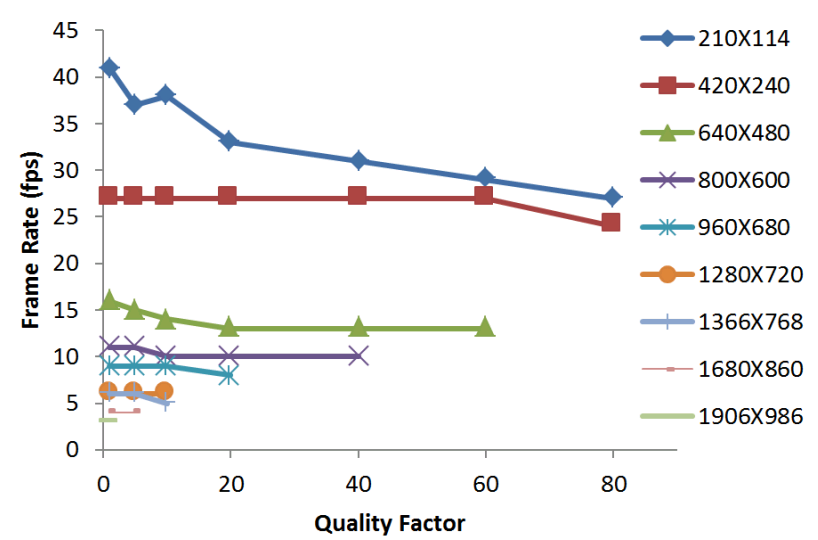 45
40
35
30
25
20
15
10
5
0
Frame Rate (fps)
0 20 40 60 80
Quality Factor
210X114
420X240
640X480
800X600
960X680
1280X720
1366X768
1680X860
1906X986